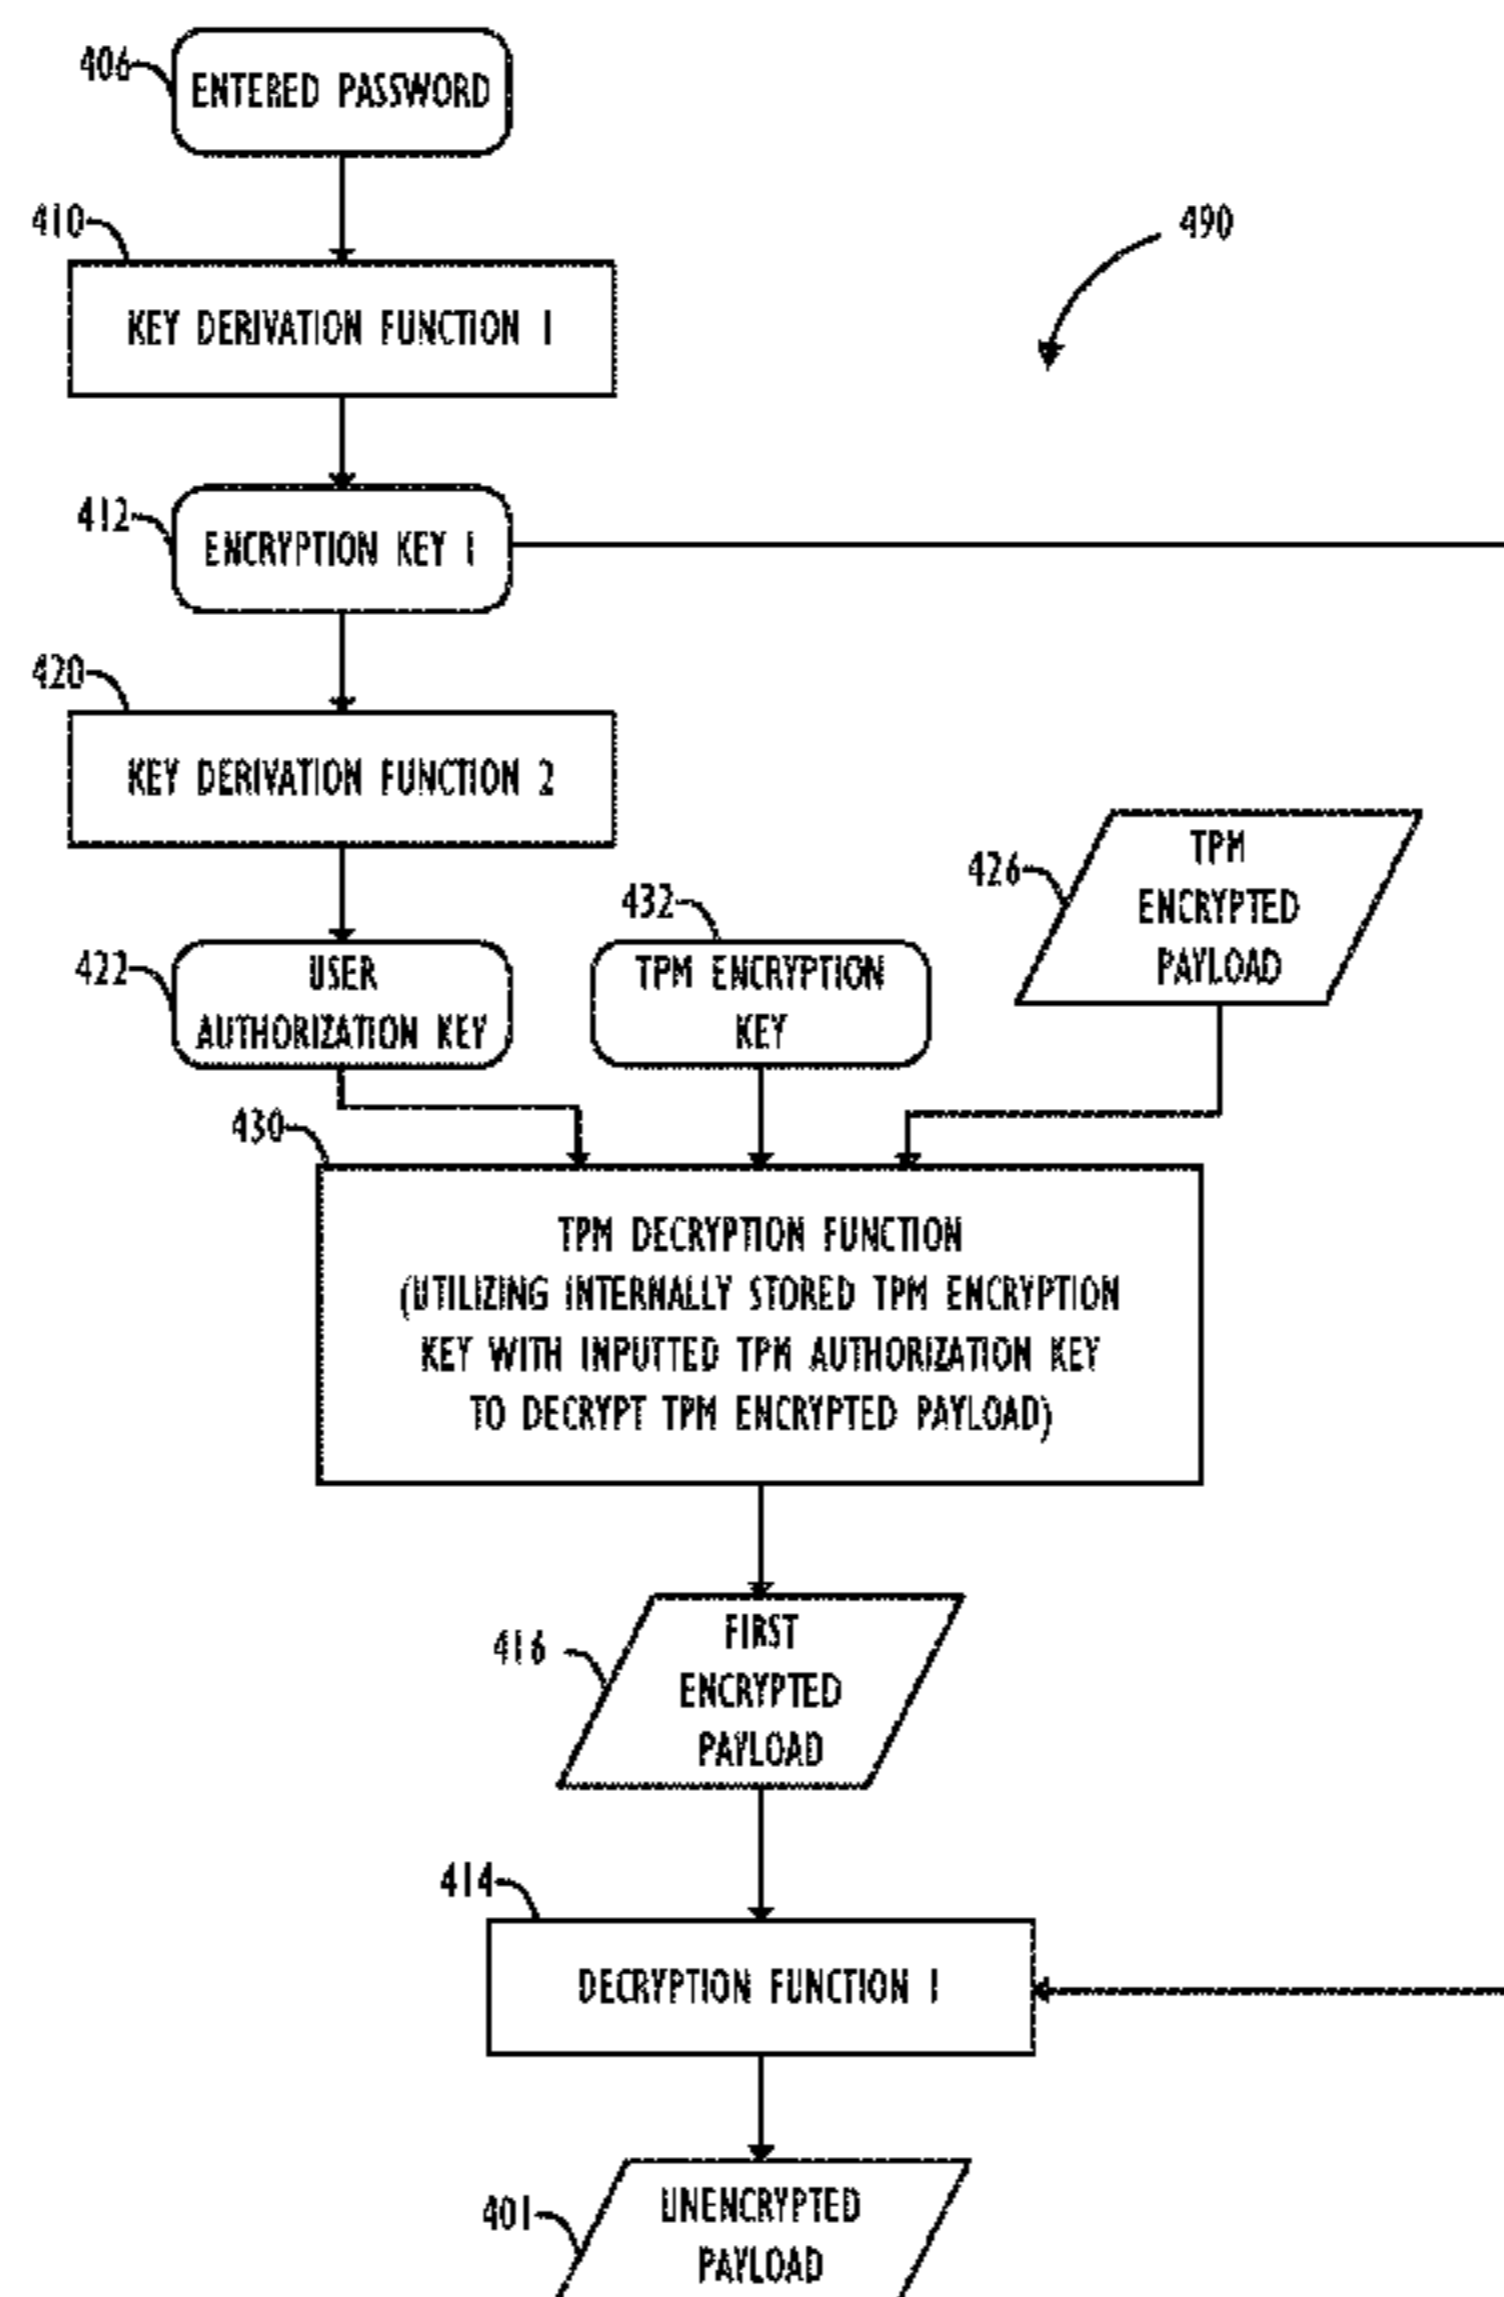 406
ENTERED PASSWORD
410
490
KEY DERIVATION FUNCTION 1
412
ENCRYPTION KEY 1
420
KEY DERIVATION FUNCTION 2
426
TPM
ENCRYPTED
PAYLOAD
432
422
USER
AUTHORIZATION KEY
TPM ENCRYPTION
KEY
430
TPM DECRYPTION FUNCTION
(UTILIZING INTERNALLY STORED TPM ENCRYPTION
KEY WITH INPUTTED TPM AUTHORIZATION KEY
TO DECRYPT TPM ENCRYPTED PAYLOAD)
416
FIRST
ENCRYPTED
PAYLOAD
414
DECRYPTION FUNCTION 1
401
UNENCRYPTED
PAYLOAD